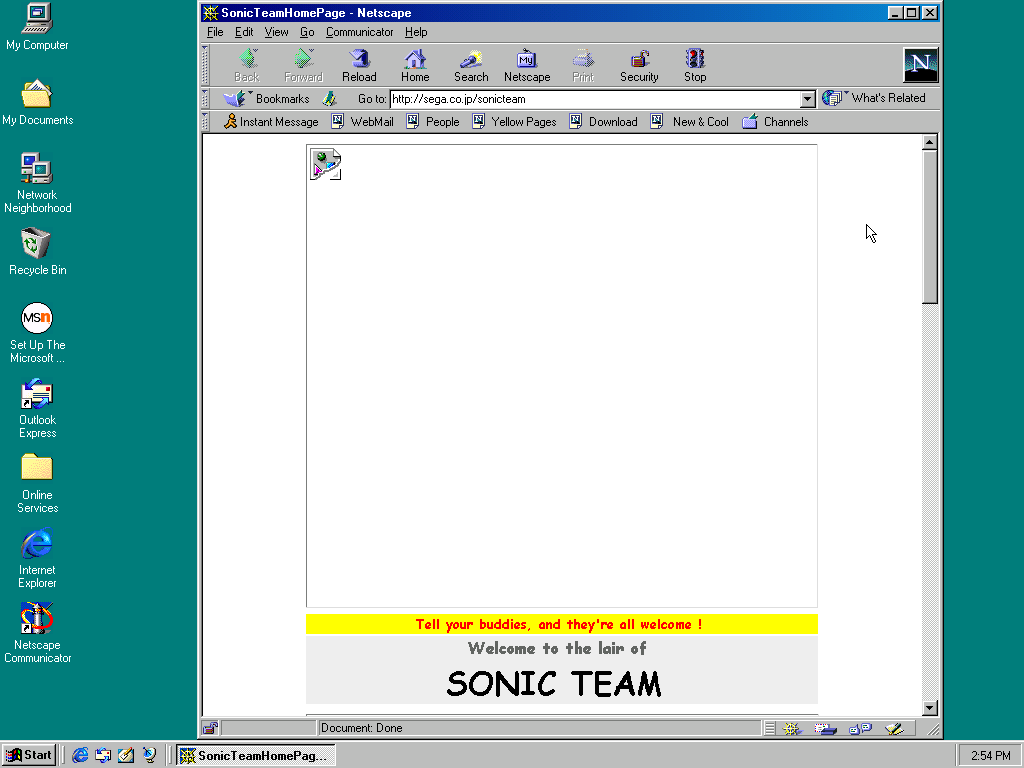 My Computer
My Documents
Network
Neighborhood
Recycle Bin
MSn
Set Up The
Microsoft ...
Outlook
Express
Online
Services
Internet
Explorer
Netscape
Communicator
SonicTeamHomePage - Netscape
File Edit View Go Communicator Help
Back Forward Reload Home Search My Netscape Print Security Stop N
Bookmarks Go to: http://sega.co.jp/sonicteam What's Related
Instant Message WebMail People Yellow Pages Download New & Cool Channels
Tell your buddies, and they're all welcome !
Welcome to the lair of
SONIC TEAM
Document: Done
Start SonicTeamHomePag... 2:54 PM